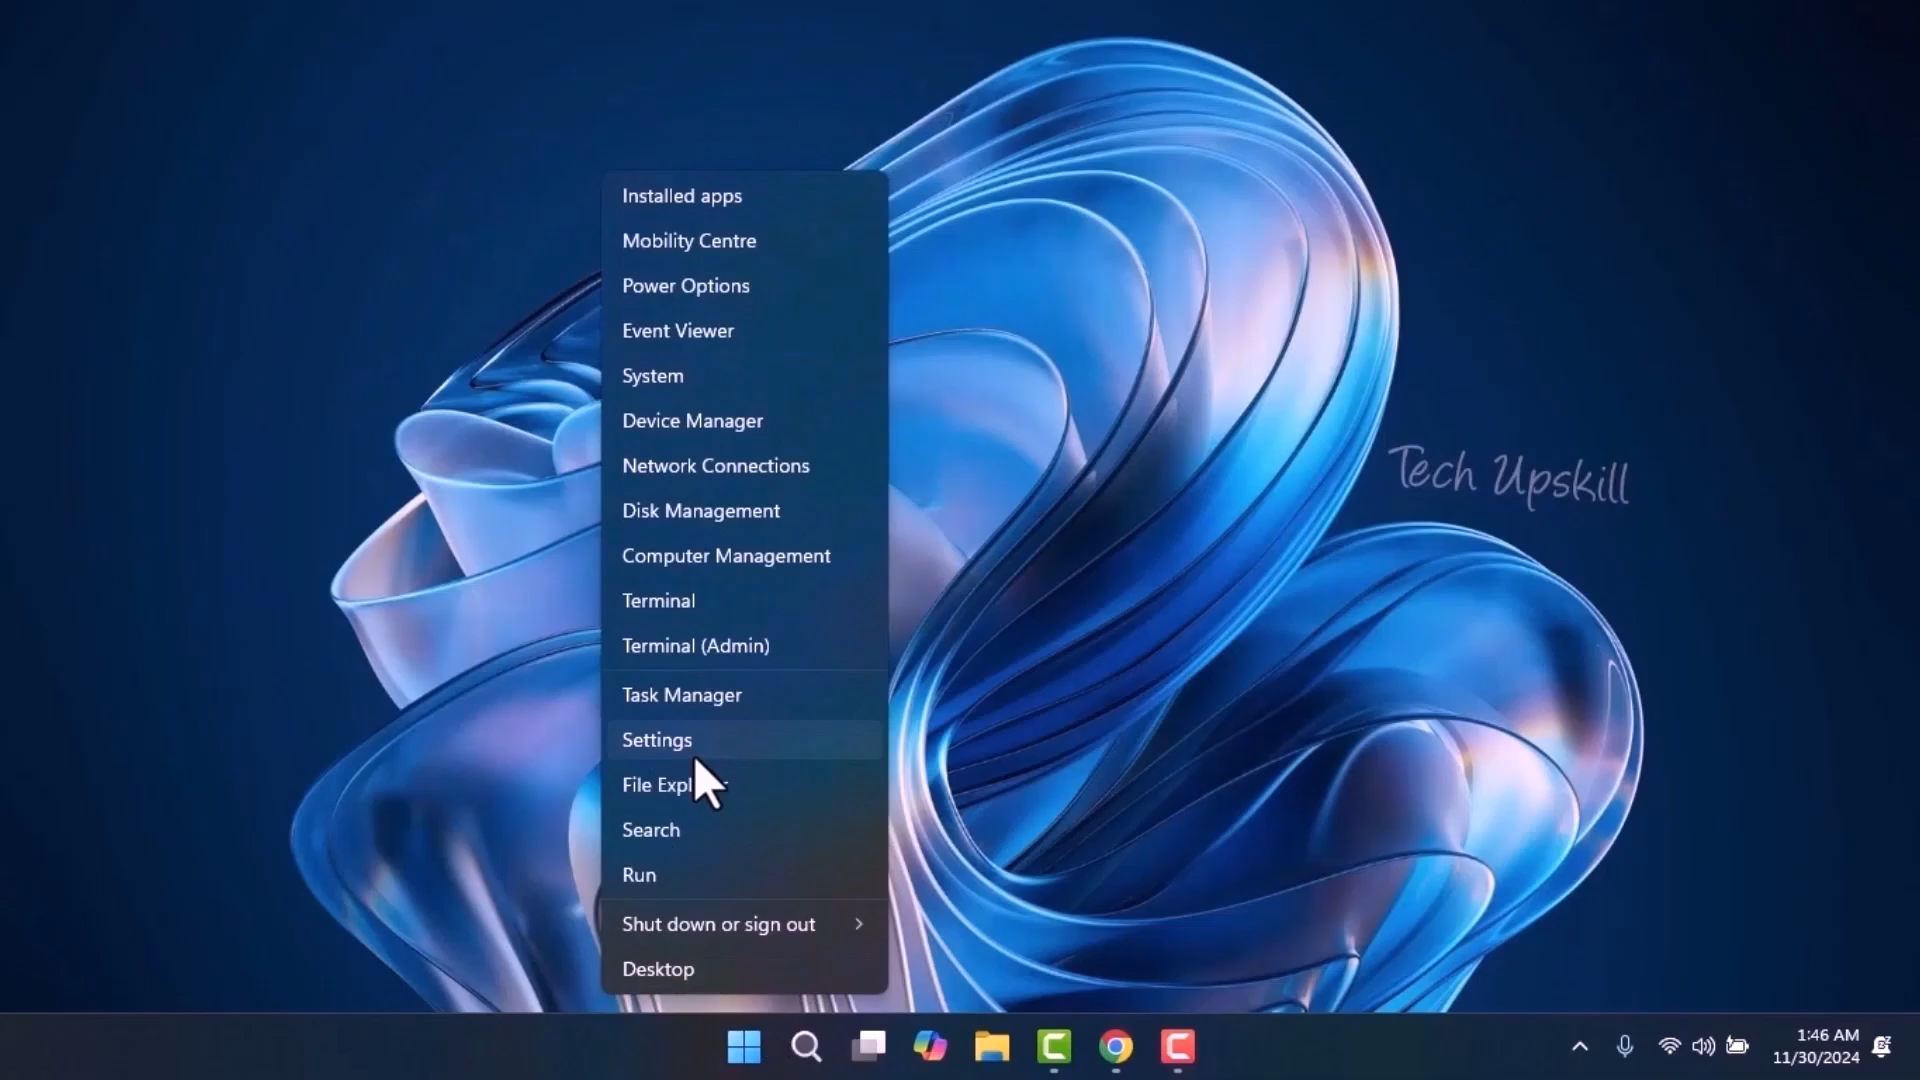 Installed apps
Mobility Centre
Power Options
Event Viewer
System
Device Manager
Network Connections
Disk Management
Computer Management
Terminal
Terminal (Admin)
Task Manager
Settings
File
Search
Run
Shut down or sign out
Desktop
Tech Upskill
1:46 AM
11/30/2024